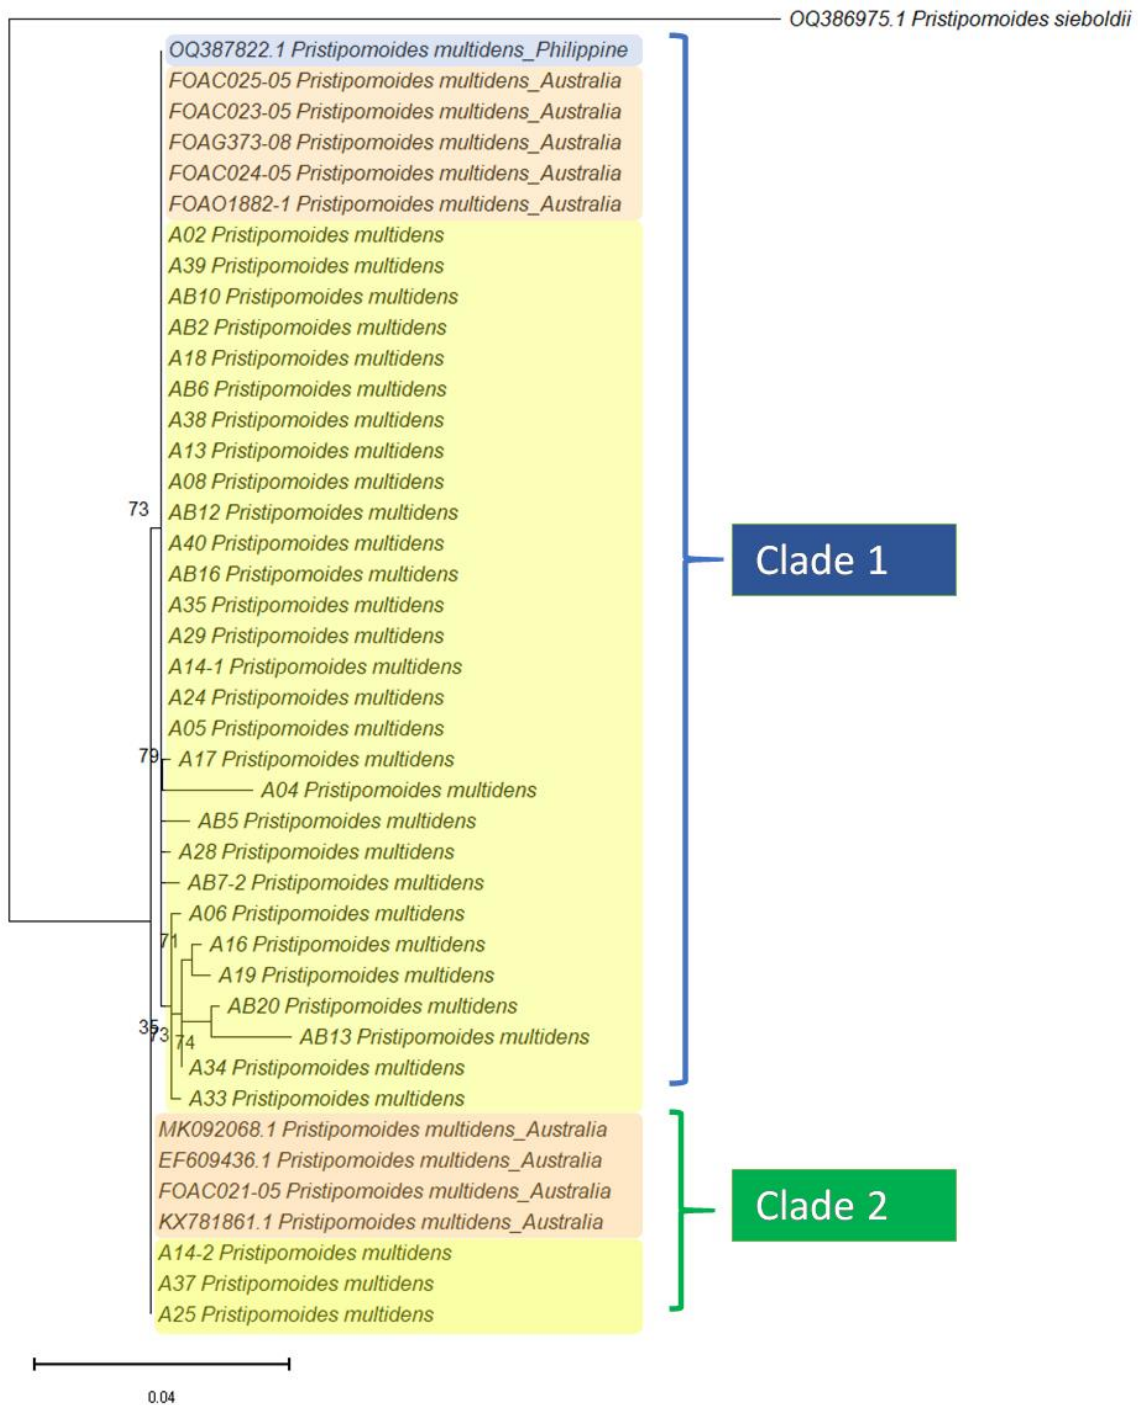 OQ386975.1 Pristipomoides sieboldii
OQ387822.1 Pristipomoides multidens_Philippine
FOAC025-05 Pristipomoides multidens_Australia
FOAC023-05 Pristipomoides multidens_Australia
FOAG373-08 Pristipomoides multidens_Australia
FOAC024-05 Pristipomoides multidens_Australia
FOAO1882-1 Pristipomoides multidens_Australia
A02 Pristipomoides multidens
A39 Pristipomoides multidens
AB10 Pristipomoides multidens
AB2 Pristipomoides multidens
A18 Pristipomoides multidens
AB6 Pristipomoides multidens
A38 Pristipomoides multidens
A13 Pristipomoides multidens
A08 Pristipomoides multidens
73
AB12 Pristipomoides multidens
A40 Pristipomoides multidens
Clade 1
AB16 Pristipomoides multidens
A35 Pristipomoides multidens
A29 Pristipomoides multidens
A14-1 Pristipomoides multidens
A24 Pristipomoides multidens
A05 Pristipomoides multidens
79
A17 Pristipomoides multidens
A04 Pristipomoides multidens
AB5 Pristipomoides multidens
A28 Pristipomoides multidens
AB7-2 Pristipomoides multidens
A06 Pristipomoides multidens
71
A16 Pristipomoides multidens
A19 Pristipomoides multidens
AB20 Pristipomoides multidens
35
73
74
AB13 Pristipomoides multidens
A34 Pristipomoides multidens
A33 Pristipomoides multidens
MK092068.1 Pristipomoides multidens_Australia
EF609436.1 Pristipomoides multidens_Australia
FOAC021-05 Pristipomoides multidens_Australia
Clade 2
KX781861.1 Pristipomoides multidens_Australia
A14-2 Pristipomoides multidens
A37 Pristipomoides multidens
A25 Pristipomoides multidens
0.04